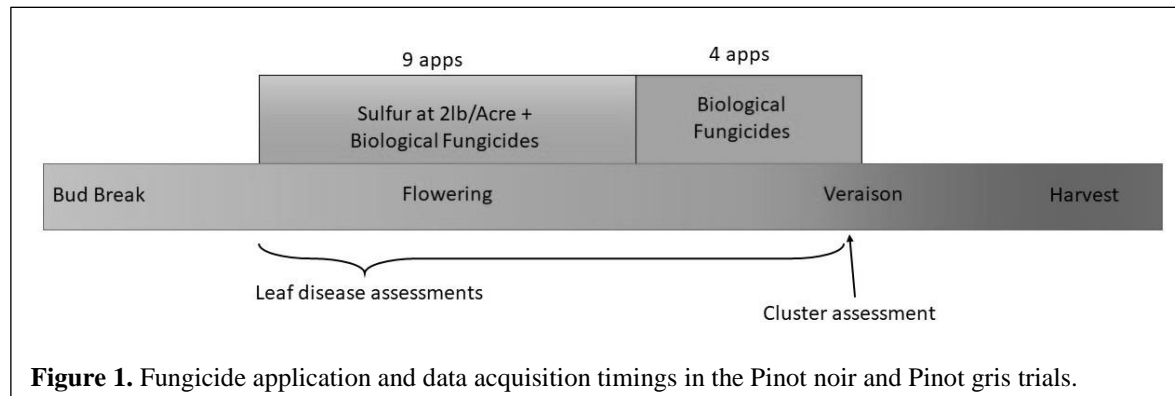 9 apps
4 apps
Sulfur at 2lb/Acre +
Biological Fungicides
Biological
Fungicides
Bud Break
Flowering
Veraison
Harvest
Leaf disease assessments
Cluster assessment
Figure 1. Fungicide application and data acquisition timings in the Pinot noir and Pinot gris trials.